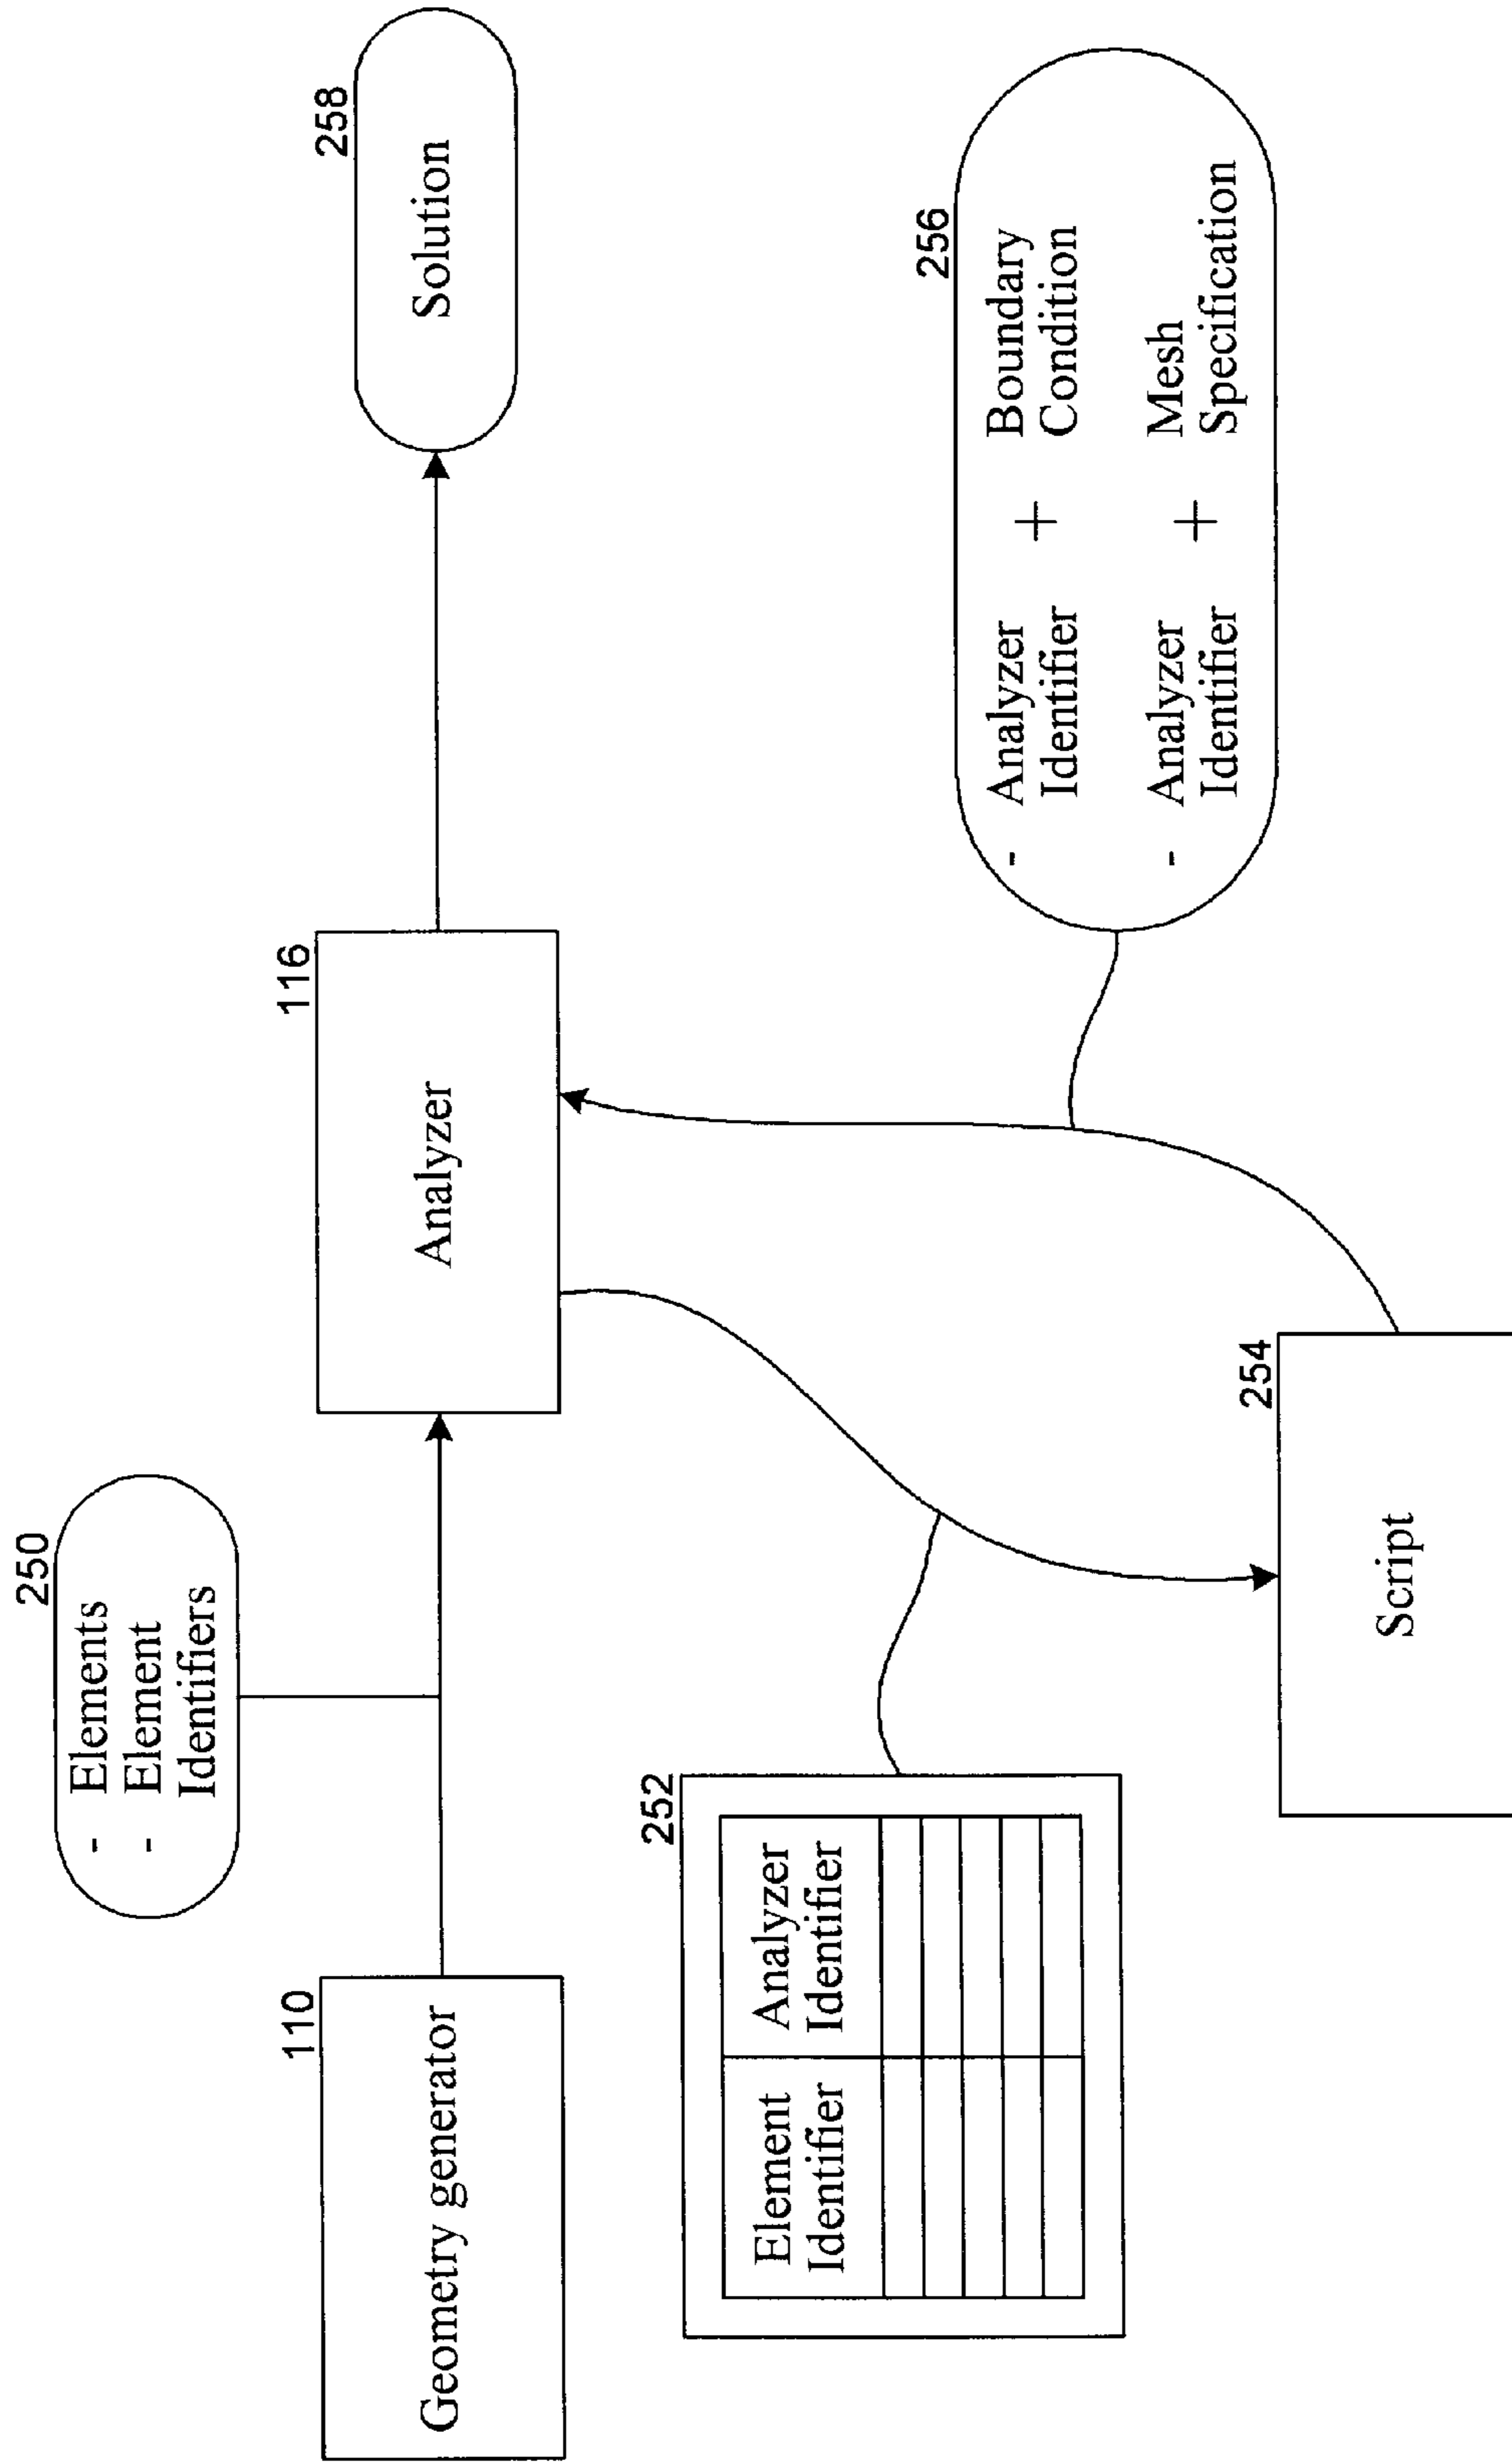 250
- Elements
- Element
Identifiers
110
Geometry generator
116
Analyzer
258
Solution
252
Element
Identifier
Analyzer
Identifier
254
Script
256
- Analyzer
Identifier
+
Boundary
Condition
- Analyzer
Identifier
+
Mesh
Specification